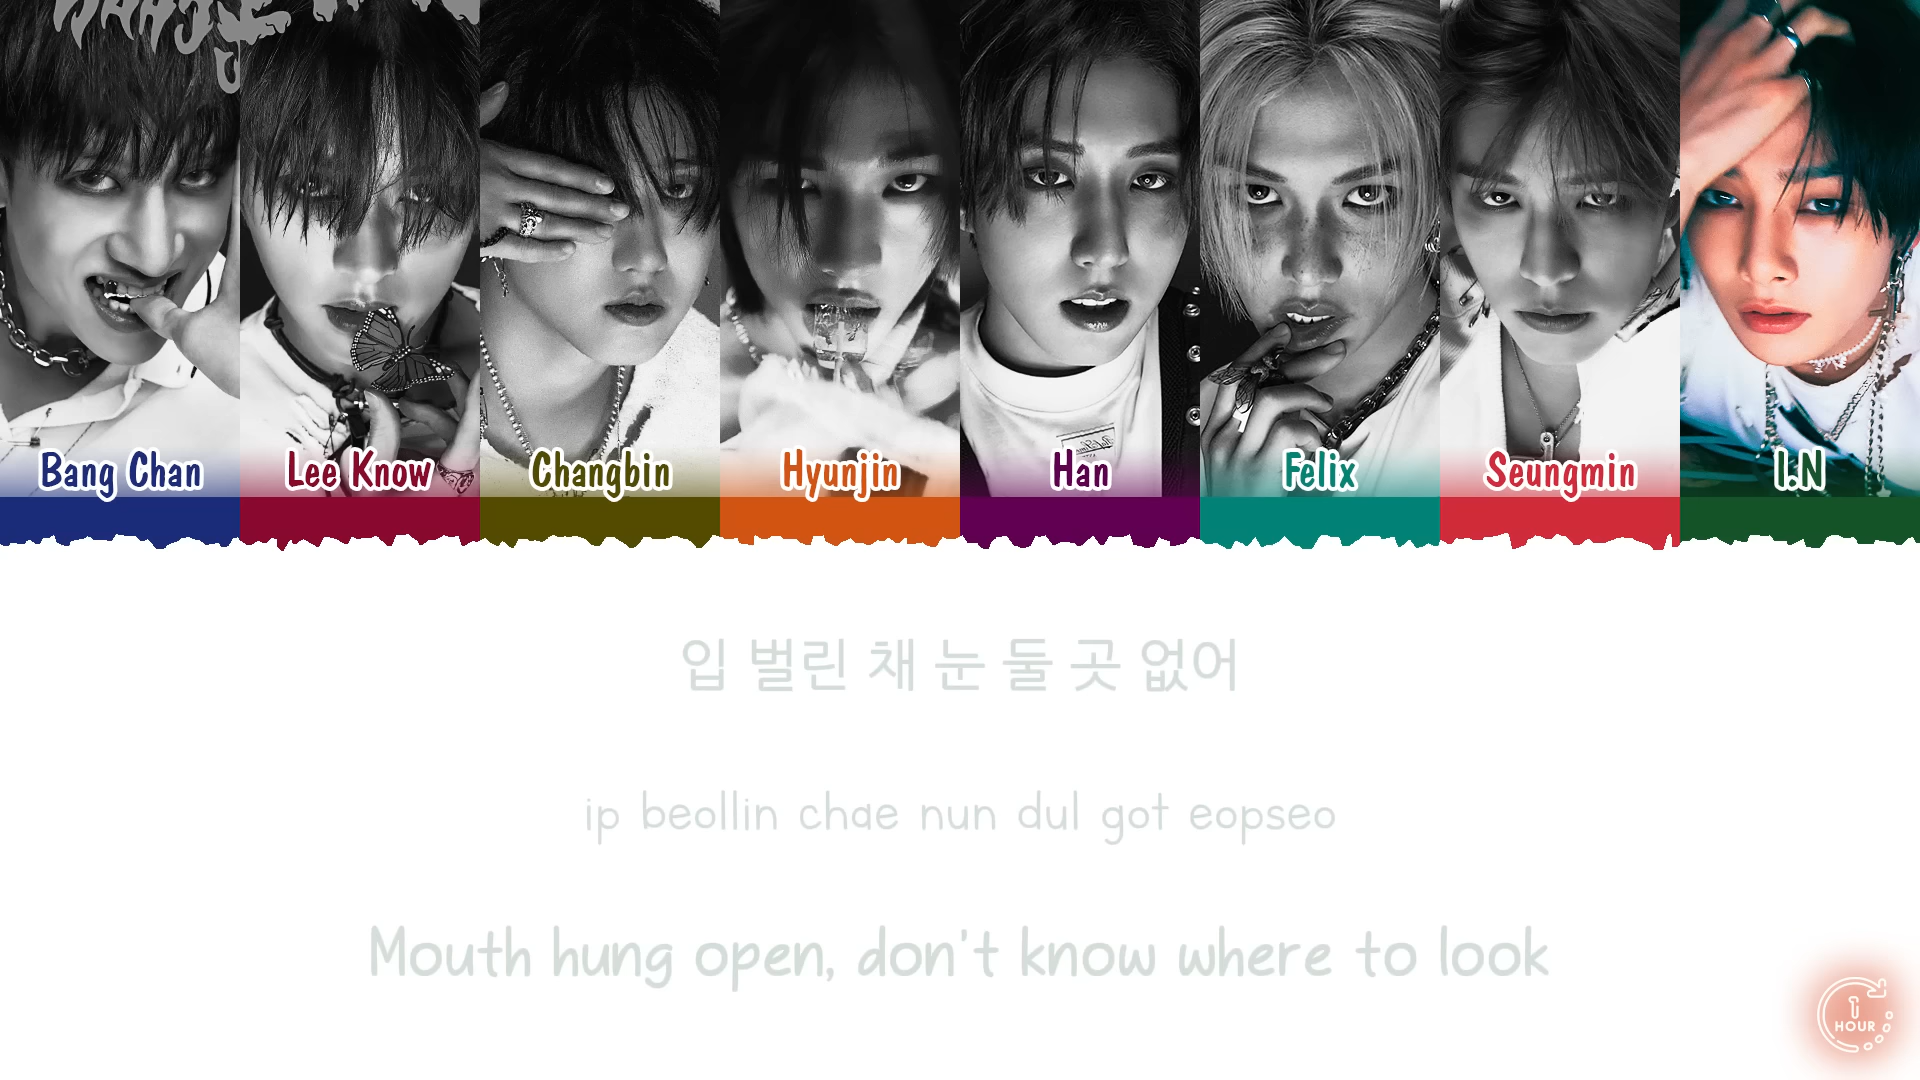 Bang Chan
Lee Know
Changbin
Hyunjin
Han
Felix
Seungmin
I.N
입 벌린 채 눈 둘 곳 없어
ip beollin chae nun dul got eopseo
Mouth hung open, don't know where to look
1
HOUR